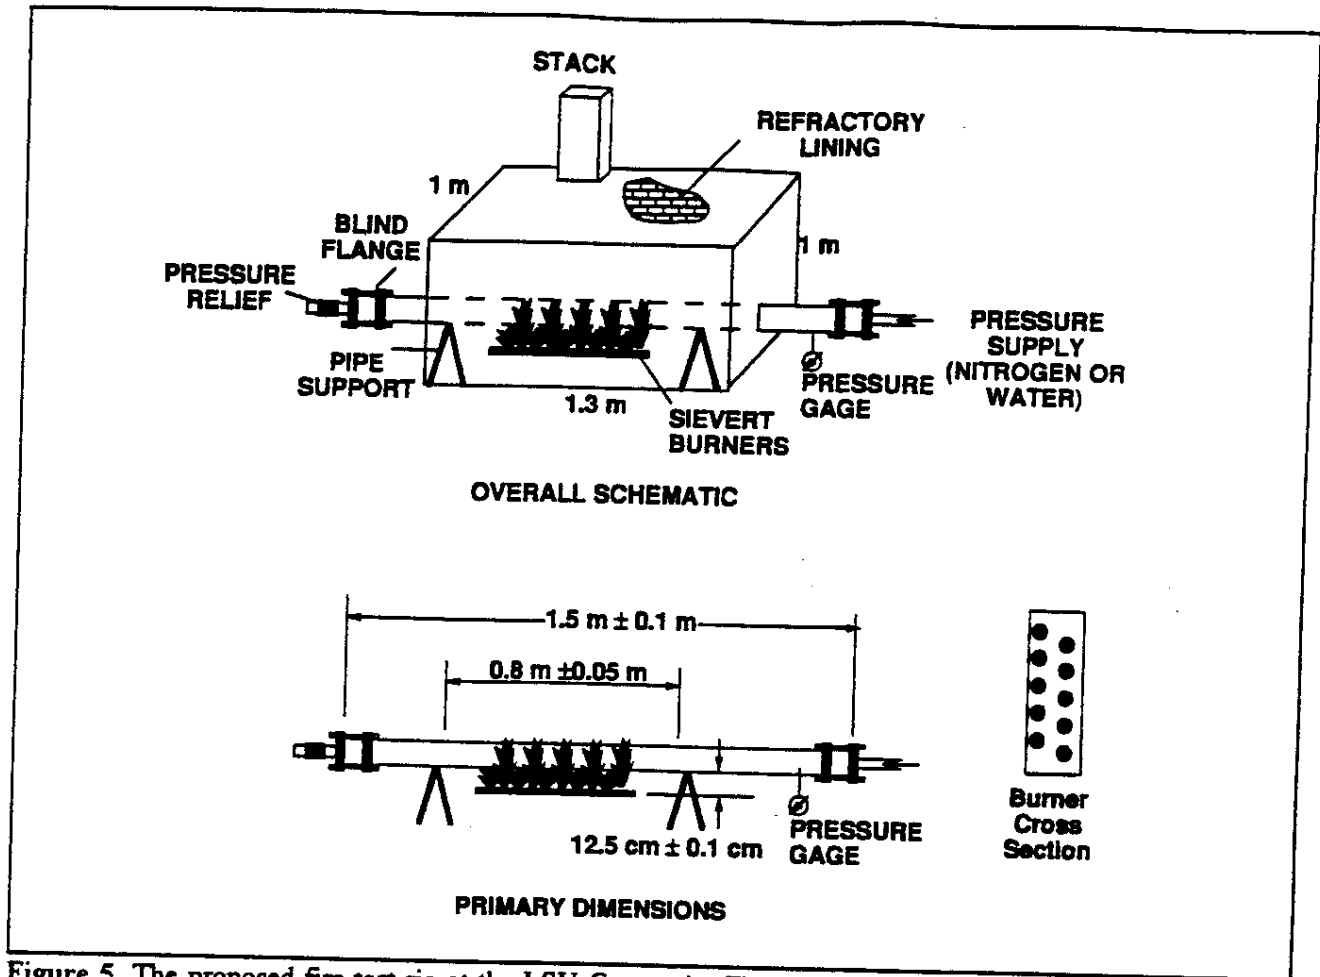 STACK
REFRACTORY
LINING
1 m
BLIND
FLANGE
1 m
PRESSURE
RELIEF
PRESSURE
SUPPLY
(NITROGEN OR
WATER)
PIPE
SUPPORT
PRESSURE
GAGE
1.3 m
SIEVERT
BURNERS
OVERALL SCHEMATIC
1.5 m ± 0.1 m
0.8 m ±0.05 m
12.5 cm ± 0.1 cm
PRESSURE
GAGE
Burner
Cross
Section
PRIMARY DIMENSIONS
Figure 5. The proposed fire test rig at the LSU